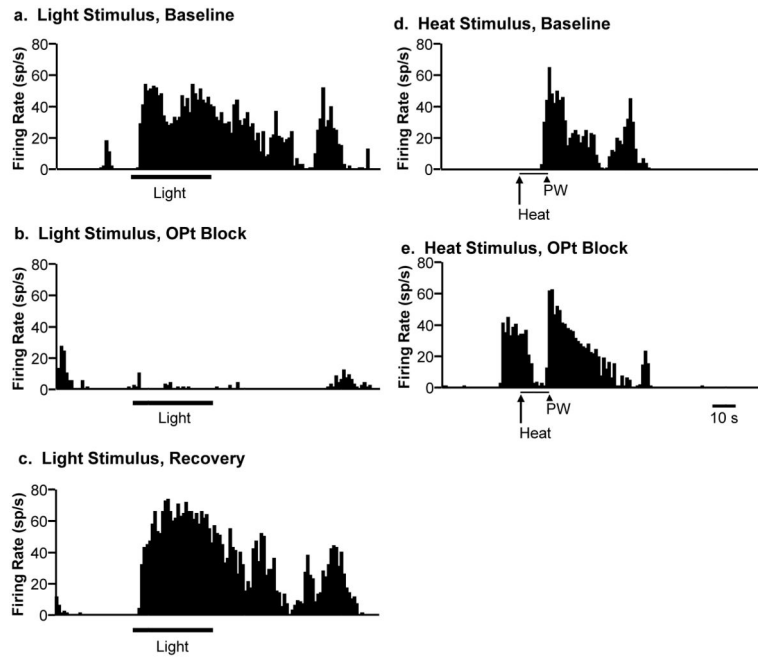 a. Light Stimulus, Baseline
Firing Rate (sp/s)
80
60
40
20
0
Light
b. Light Stimulus, OPt Block
Firing Rate (sp/s)
80
60
40
20
0
Light
c. Light Stimulus, Recovery
Firing Rate (sp/s)
80
60
40
20
0
Light
d. Heat Stimulus, Baseline
Firing Rate (sp/s)
80
60
40
20
0
PW
Heat
e. Heat Stimulus, OPt Block
Firing Rate (sp/s)
80
60
40
20
0
PW
Heat
10 s